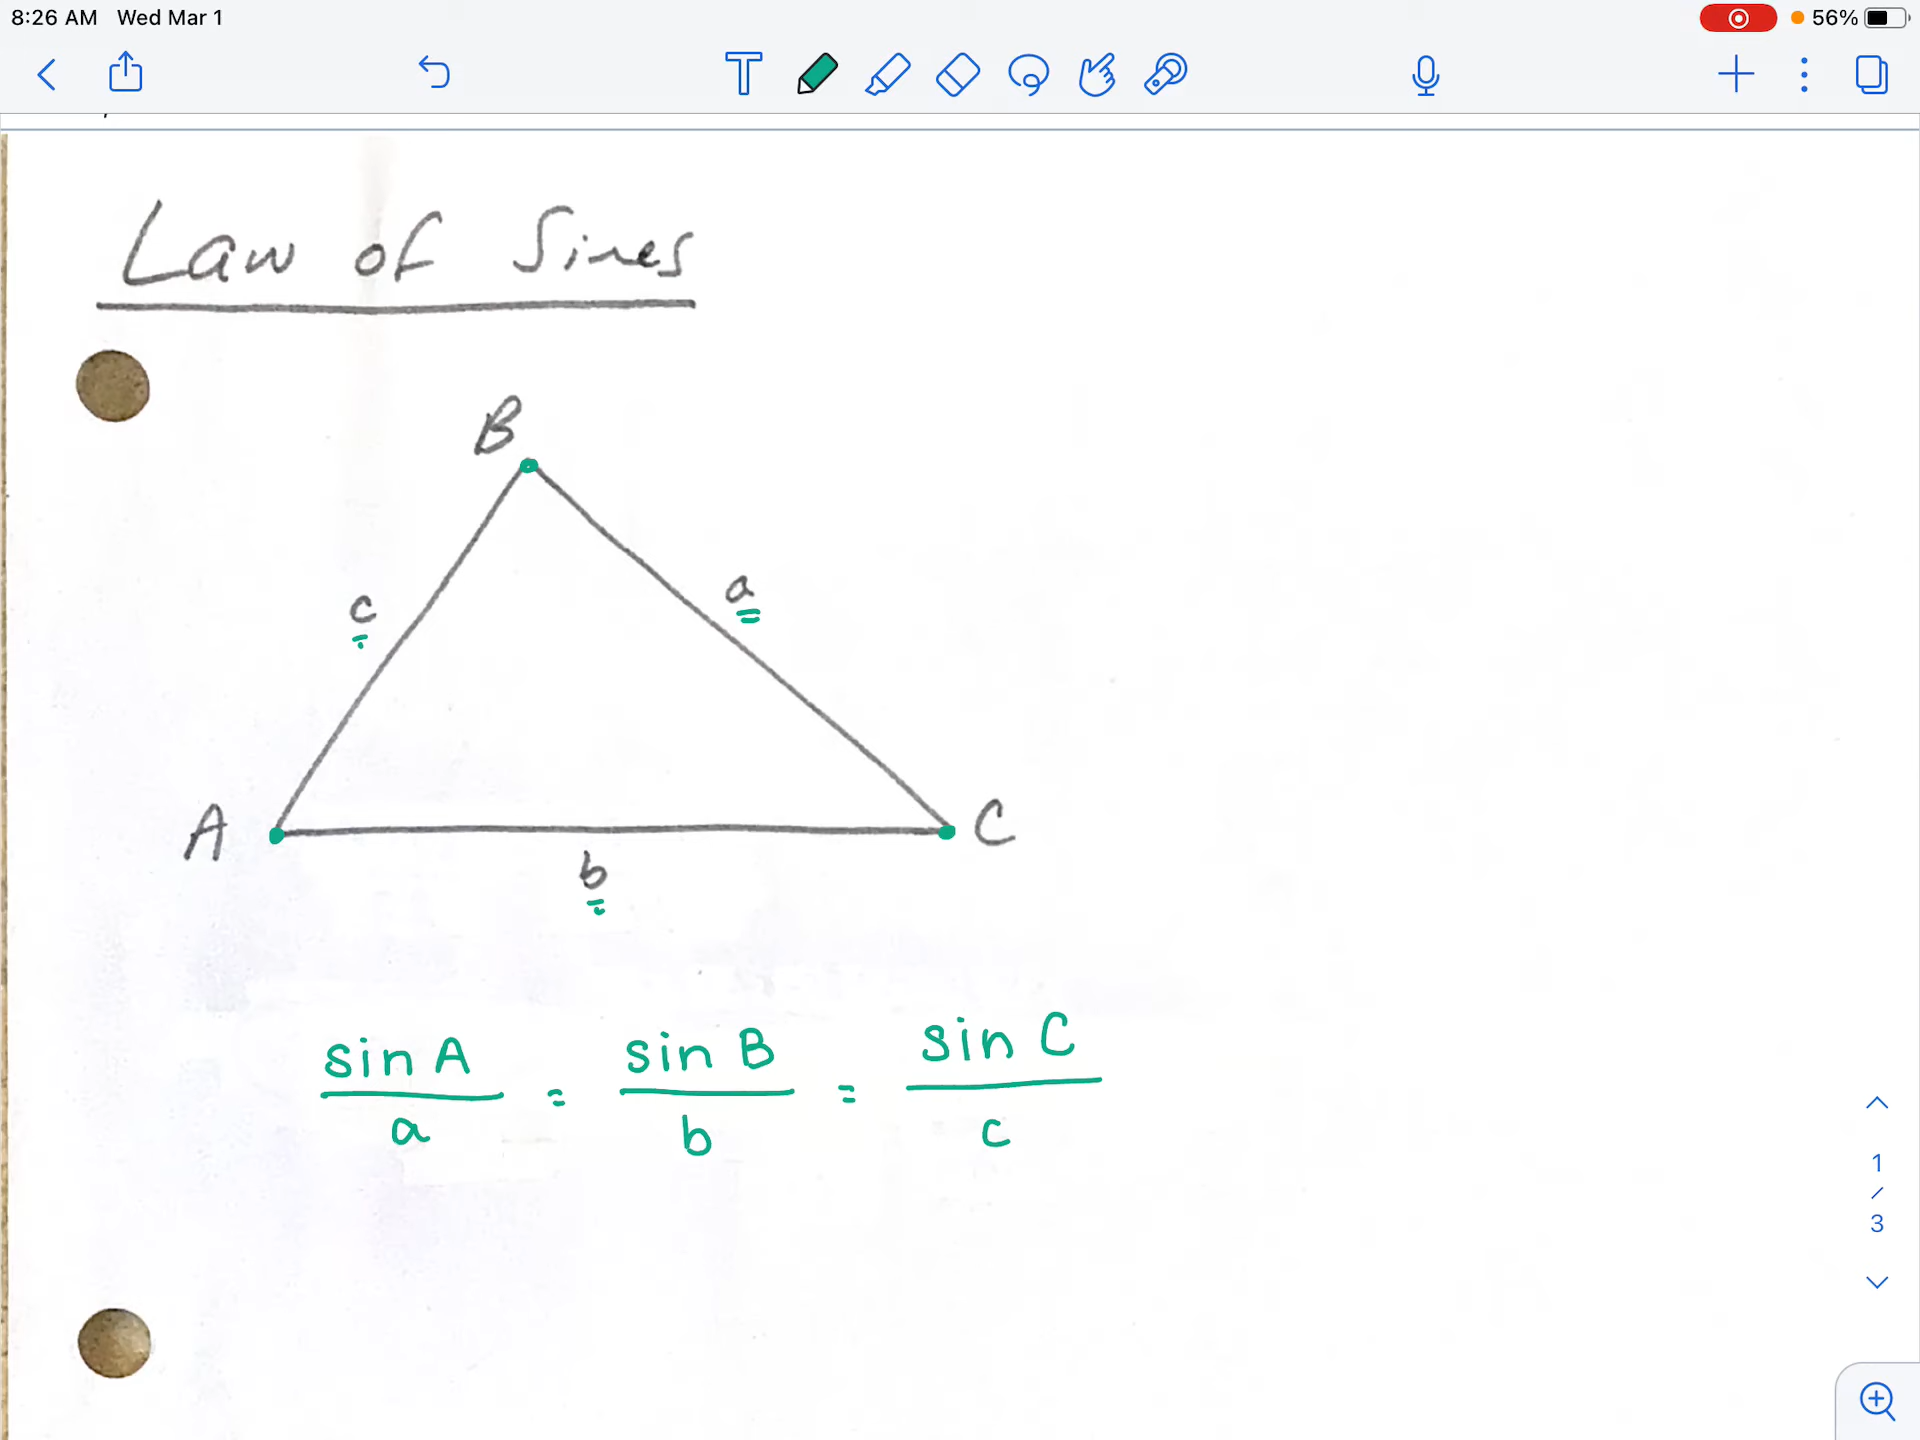 8:26 AM Wed Mar 1
56%
Law of Sines
B
c
a
A
C
b
sin A / a = sin B / b = sin C / c
1
/
3